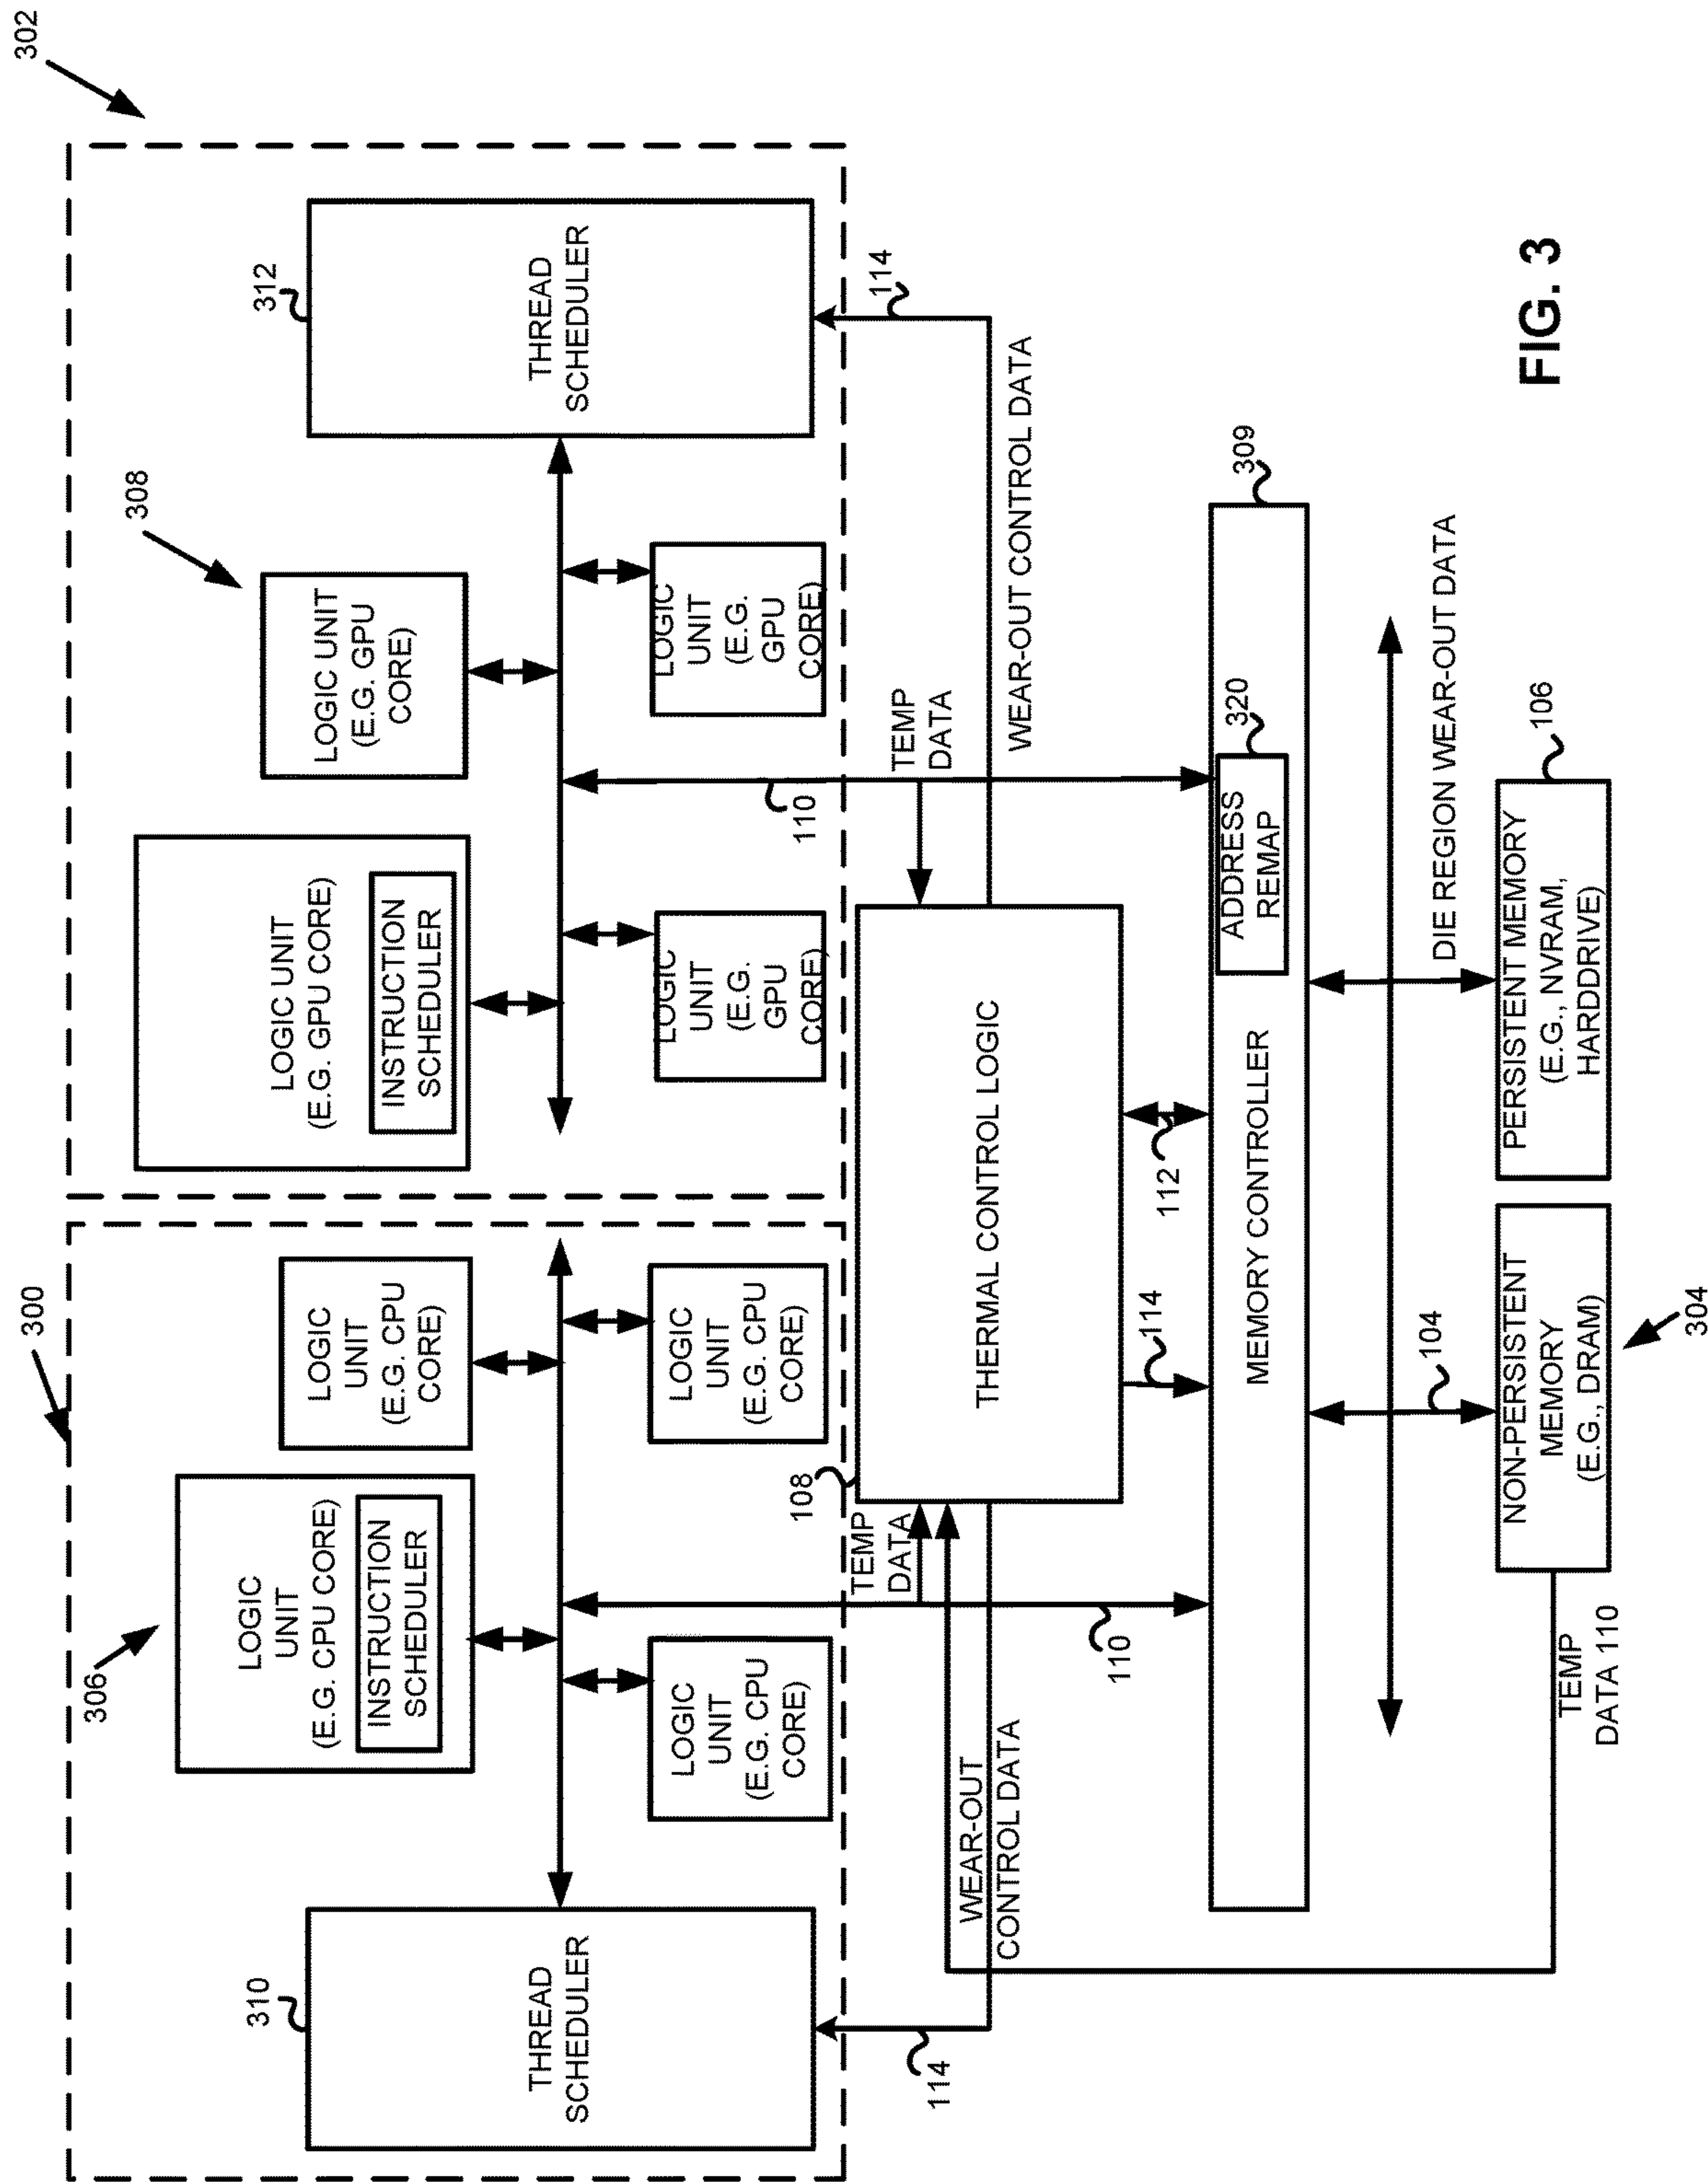 300
302
306
LOGIC
UNIT
(E.G. CPU CORE)
INSTRUCTION
SCHEDULER
LOGIC
UNIT
(E.G. CPU
CORE)
310
THREAD
SCHEDULER
LOGIC
UNIT
(E.G. CPU
CORE)
LOGIC
UNIT
(E.G. CPU
CORE)
LOGIC UNIT
(E.G. GPU CORE)
INSTRUCTION
SCHEDULER
308
LOGIC UNIT
(E.G. GPU
CORE)
312
THREAD
SCHEDULER
LOGIC
UNIT
(E.G.
GPU
CORE)
LOGIC
UNIT
(E.G.
GPU
CORE)
114
WEAR-OUT
CONTROL DATA
TEMP
DATA
108
110
THERMAL CONTROL LOGIC
110
TEMP
DATA
114
WEAR-OUT CONTROL DATA
114
112
MEMORY CONTROLLER
ADDRESS
REMAP
320
309
104
DIE REGION WEAR-OUT DATA
TEMP
DATA 110
NON-PERSISTENT
MEMORY
(E.G., DRAM)
304
PERSISTENT MEMORY
(E.G., NVRAM,
HARDDRIVE)
106
FIG. 3